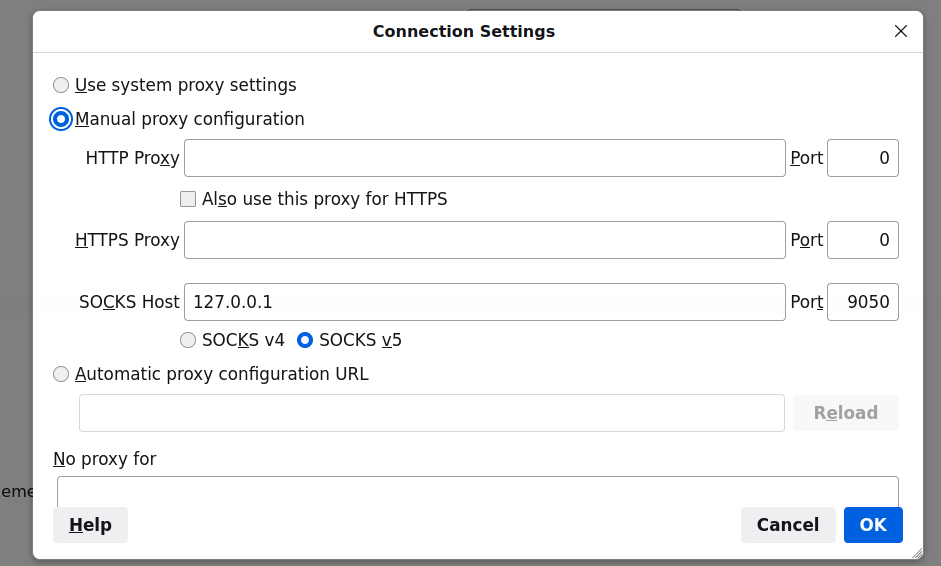 Connection Settings
Use system proxy settings
Manual proxy configuration
HTTP Proxy Port 0
Also use this proxy for HTTPS
HTTPS Proxy Port 0
SOCKS Host 127.0.0.1 Port 9050
SOCKS v4 SOCKS v5
Automatic proxy configuration URL
Reload
No proxy for
eme
Help Cancel OK